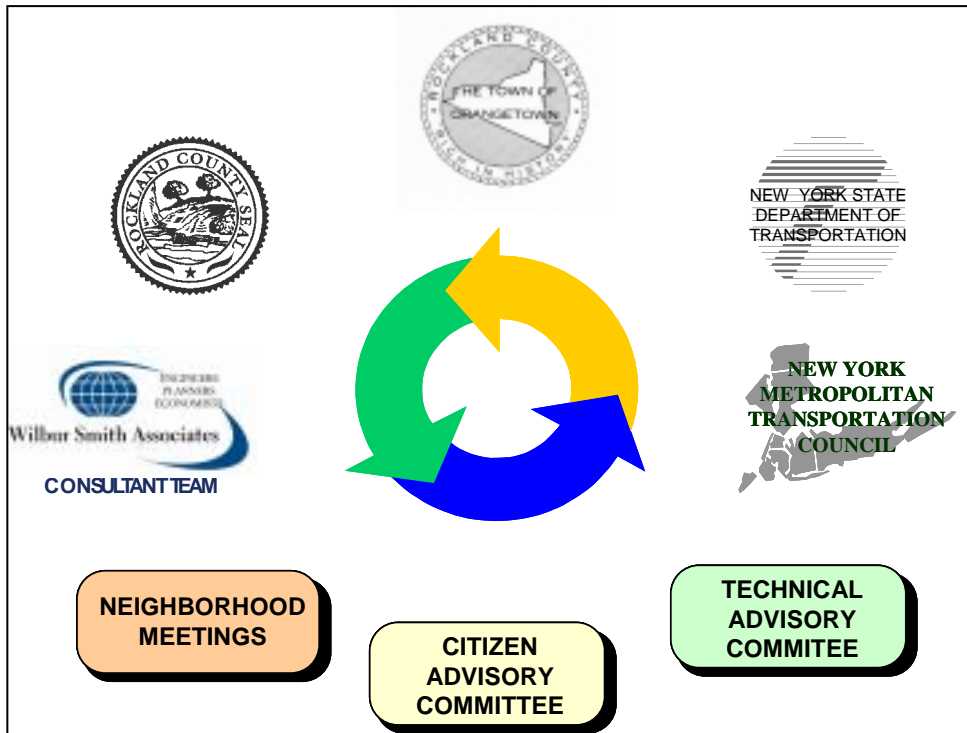 ROCKLAND COUNTY
THE TOWN OF
ORANGETOWN
RICH IN HISTORY
ROCKLAND COUNTY SEAL
NEW YORK STATE
DEPARTMENT OF
TRANSPORTATION
ENGINEERS
PLANNERS
ECONOMISTS
Wilbur Smith Associates
CONSULTANT TEAM
NEW YORK
METROPOLITAN
TRANSPORTATION
COUNCIL
NEIGHBORHOOD
MEETINGS
CITIZEN
ADVISORY
COMMITTEE
TECHNICAL
ADVISORY
COMMITEE